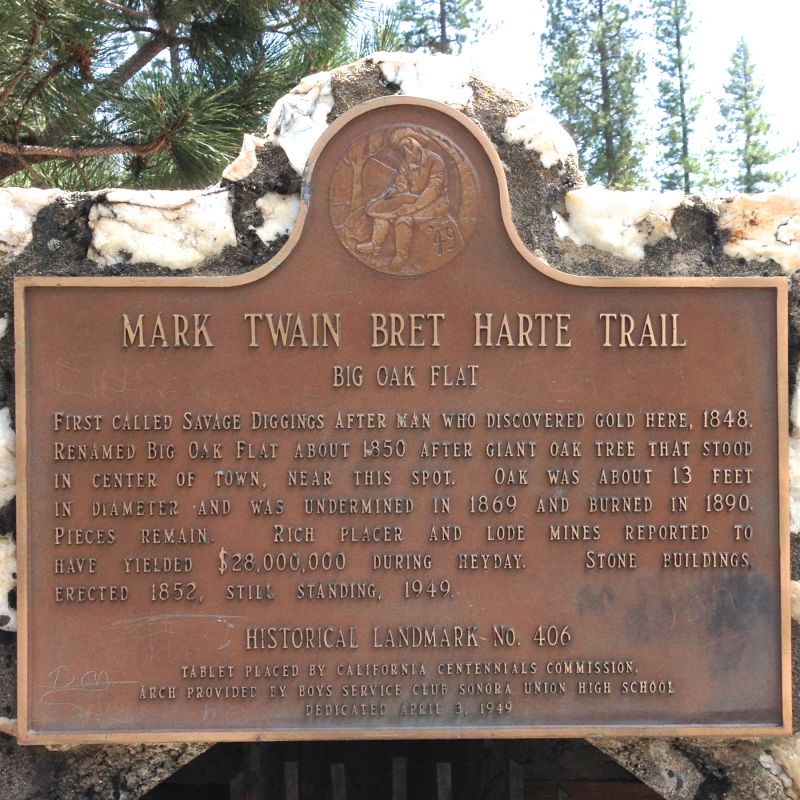 '49
MARK TWAIN BRET HARTE TRAIL
BIG OAK FLAT
FIRST CALLED SAVAGE DIGGINGS AFTER MAN WHO DISCOVERED GOLD HERE, 1848.
RENAMED BIG OAK FLAT ABOUT 1850 AFTER GIANT OAK TREE THAT STOOD
IN CENTER OF TOWN, NEAR THIS SPOT. OAK WAS ABOUT 13 FEET
IN DIAMETER AND WAS UNDERMINED IN 1869 AND BURNED IN 1890.
PIECES REMAIN. RICH PLACER AND LODE MINES REPORTED TO
HAVE YIELDED $28,000,000 DURING HEYDAY. STONE BUILDINGS,
ERECTED 1852, STILL STANDING, 1949.
HISTORICAL LANDMARK NO. 406
TABLET PLACED BY CALIFORNIA CENTENNIALS COMMISSION.
ARCH PROVIDED BY BOYS SERVICE CLUB SONORA UNION HIGH SCHOOL
DEDICATED APRIL 3, 1949